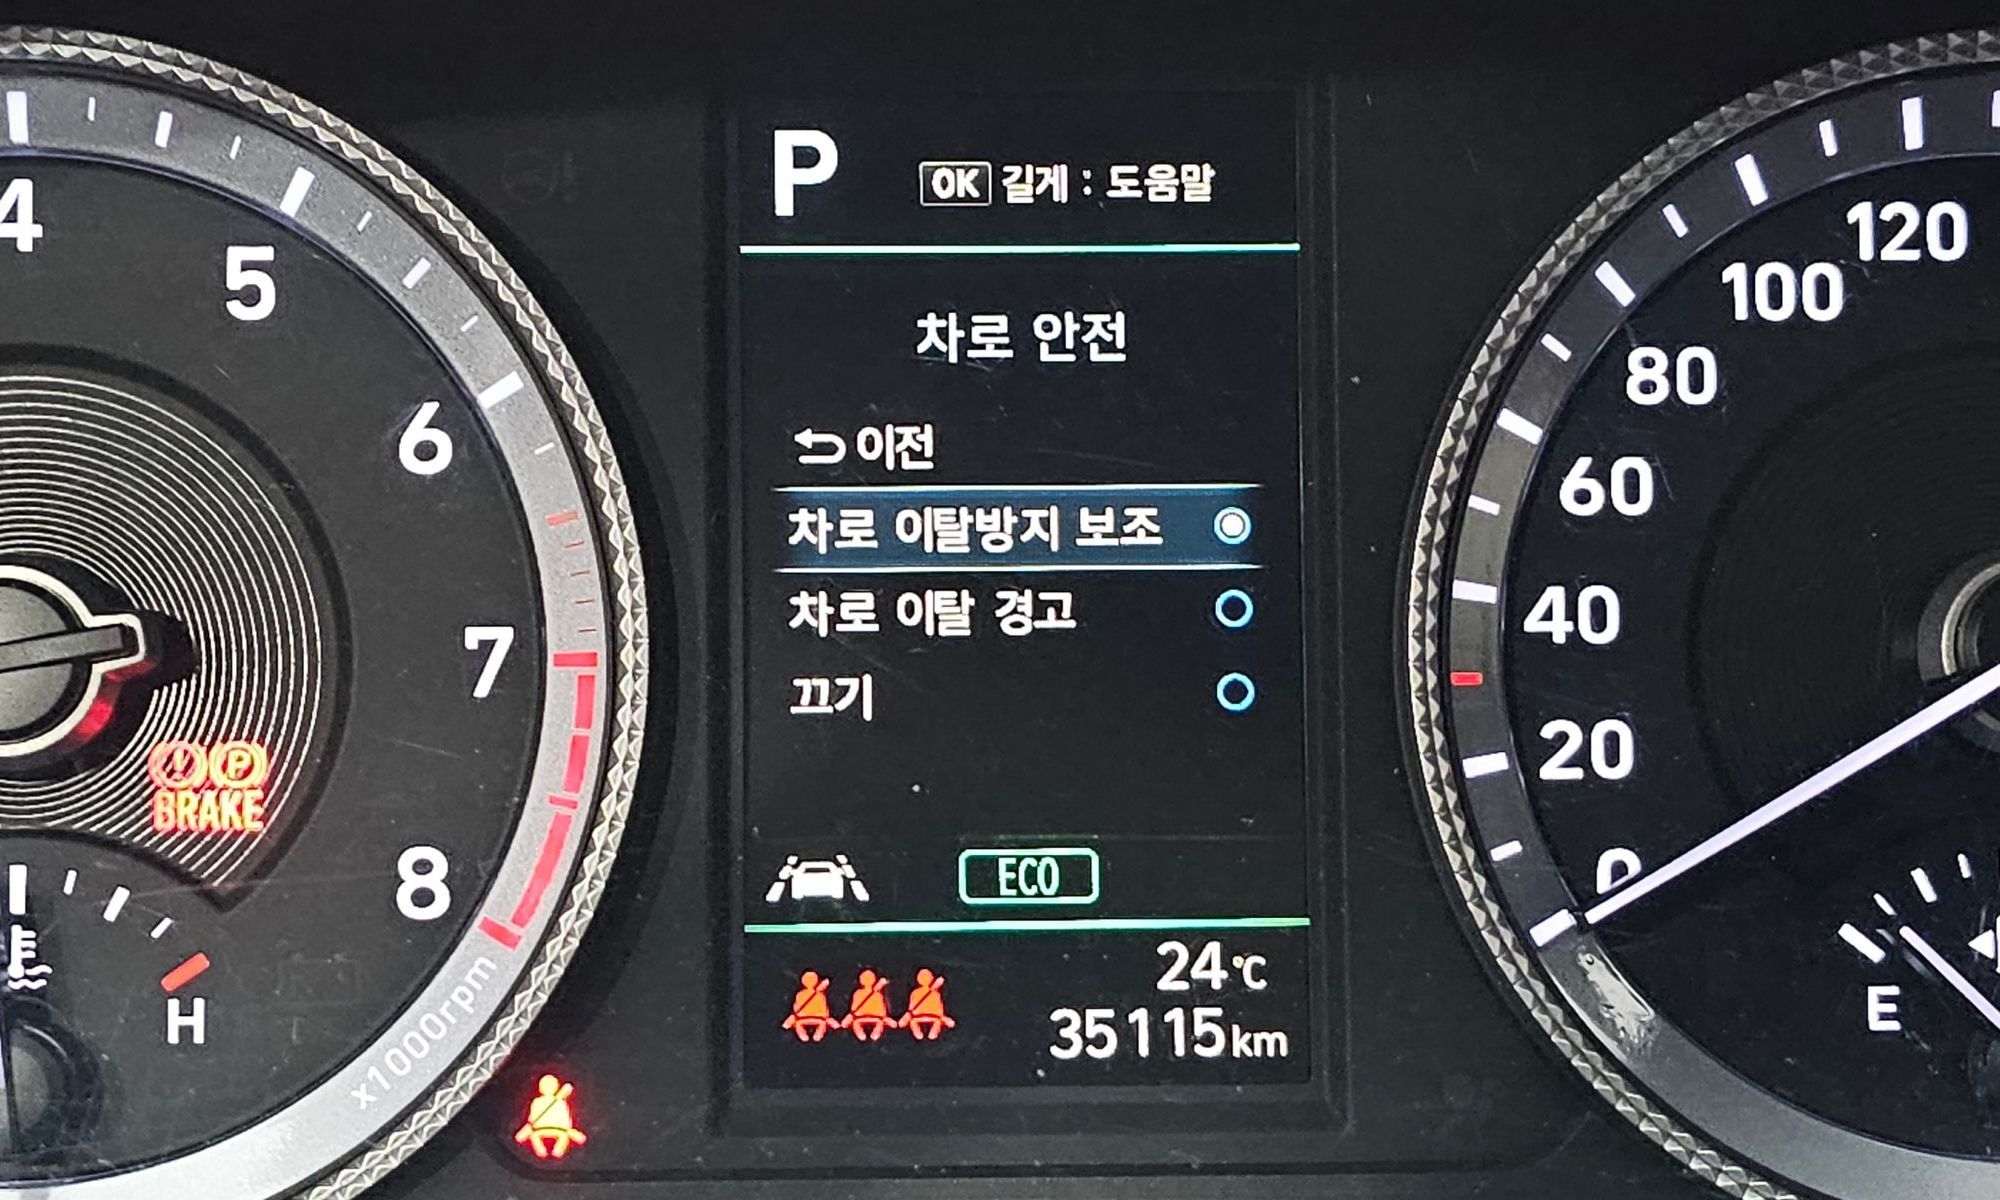 P
OK 길게 : 도움말
차로 안전
이전
차로 이탈방지 보조
차로 이탈 경고
끄기
ECO
24℃
35115km
4
5
6
7
8
x1000rpm
P
BRAKE
H
120
100
80
60
40
20
0
E